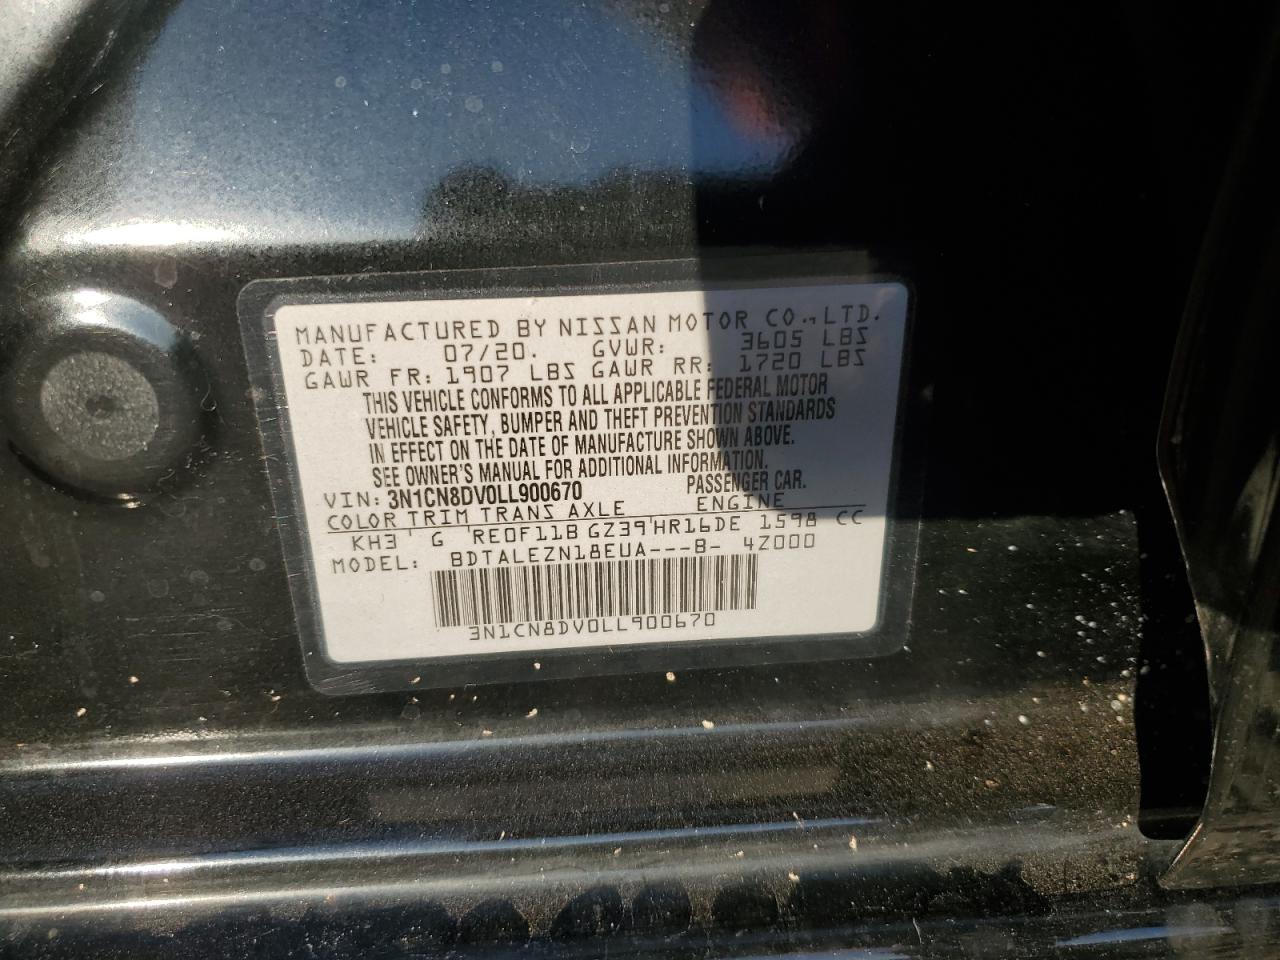 MANUFACTURED BY NISSAN MOTOR CO., LTD.
DATE: 07/20. GVWR: 3605 LBS
GAWR FR: 1907 LBS GAWR RR: 1720 LBS
THIS VEHICLE CONFORMS TO ALL APPLICABLE FEDERAL MOTOR
VEHICLE SAFETY, BUMPER AND THEFT PREVENTION STANDARDS
IN EFFECT ON THE DATE OF MANUFACTURE SHOWN ABOVE.
SEE OWNER'S MANUAL FOR ADDITIONAL INFORMATION.
VIN: 3N1CN8DV0LL900670 PASSENGER CAR.
COLOR TRIM TRANS AXLE ENGINE
KH3 G RE0F11B GZ39 HR16DE 1598 CC
MODEL: BDTALEZN18EUA---B- 4Z000
3N1CN8DV0LL900670